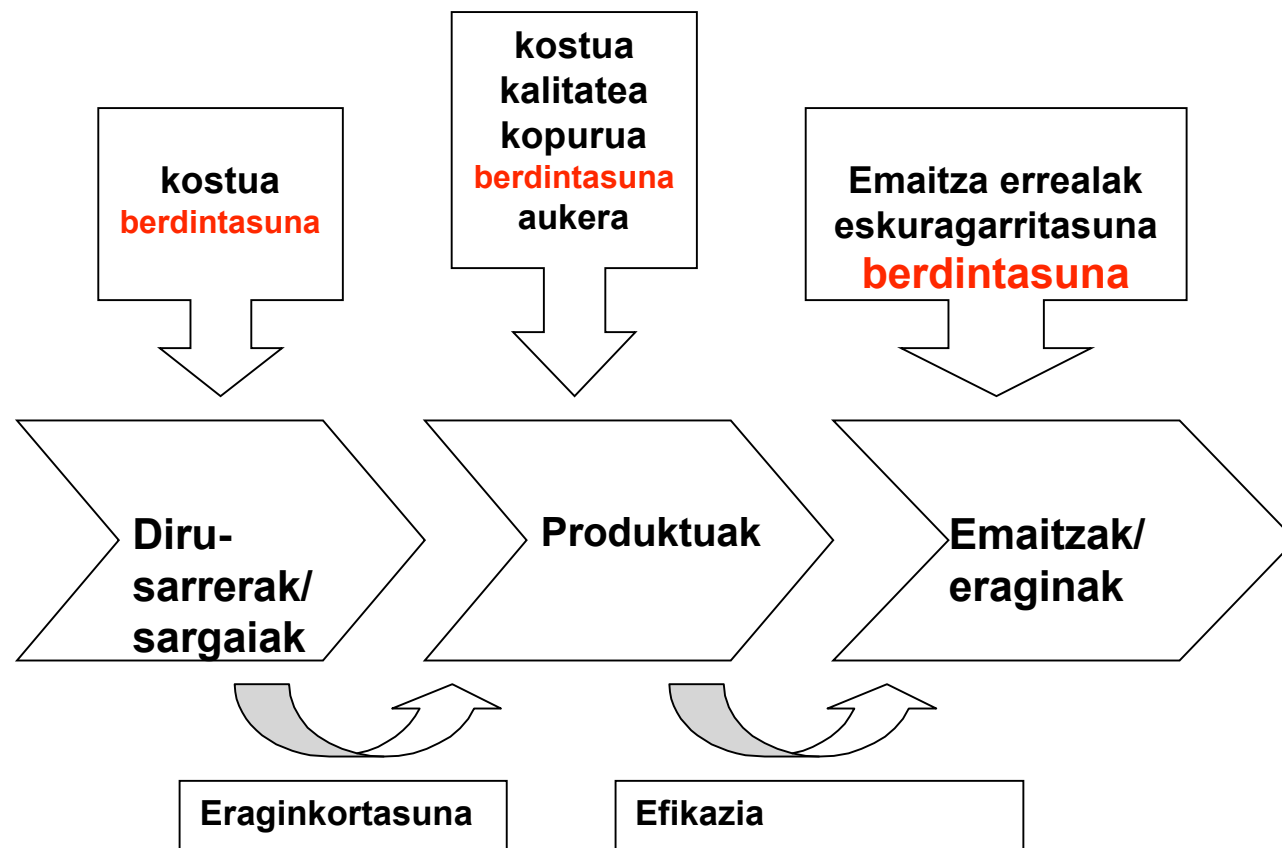 kostua
berdintasuna
kostua
kalitatea
kopurua
berdintasuna
aukera
Emaitza errealak
eskuragarritasuna
berdintasuna
Diru-
sarrerak/
sargaiak
Produktuak
Emaitzak/
eraginak
Eraginkortasuna
Efikazia